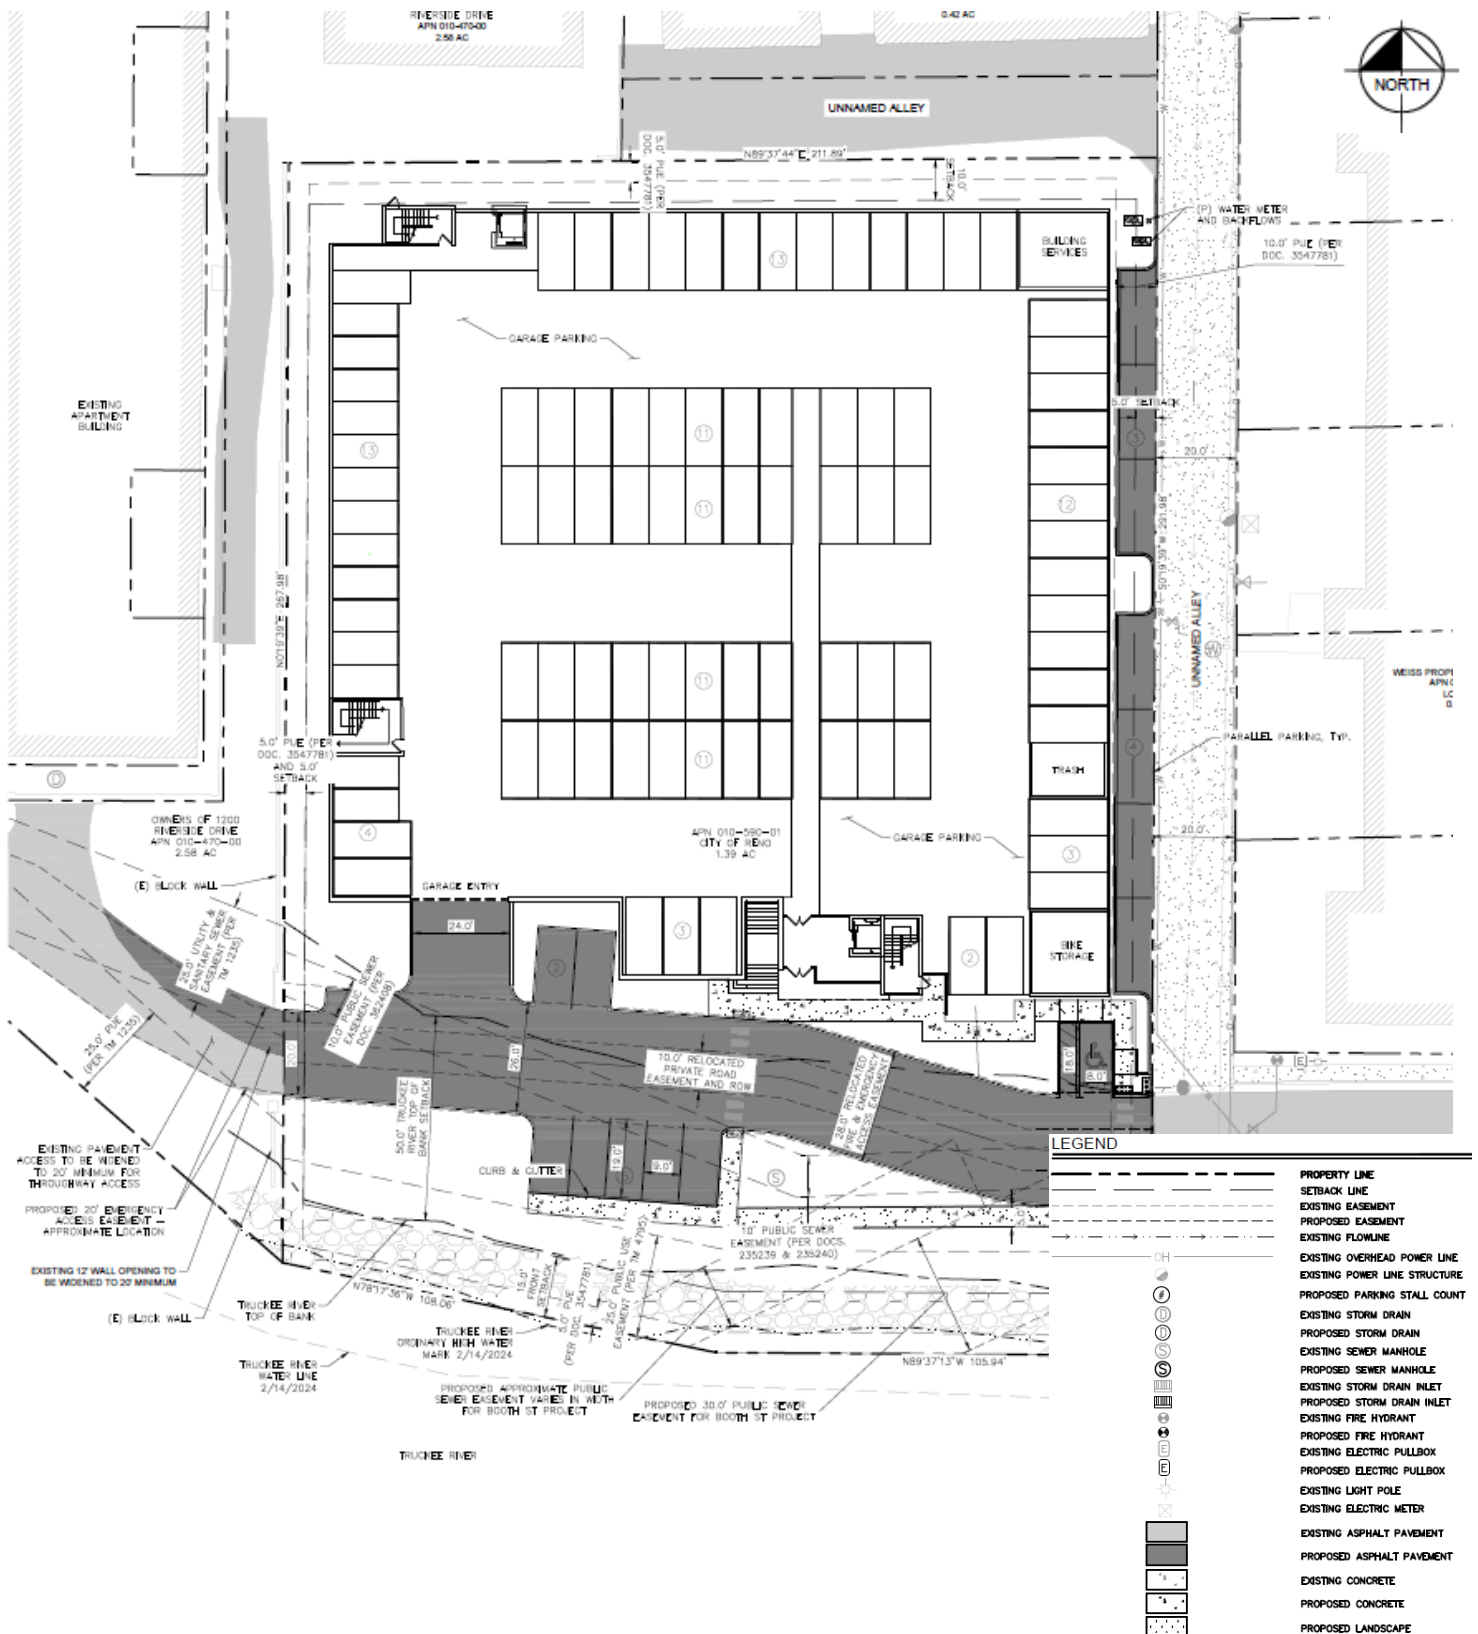 RIVERSIDE DRIVE
APN 010-470-00
2.58 AC
0.42 AC
NORTH
UNNAMED ALLEY
N89°37'44"E 211.89'
5.0' PUE (PER
DOC. 3547781)
10.0'
SETBACK
(P) WATER METER
AND BACKFLOWS
10.0' PUE (PER
DOC. 3547781)
BUILDING
SERVICES
13
GARAGE PARKING
EXISTING
APARTMENT
BUILDING
5.0' SETBACK
11
3
13
20.0'
11
12
S0°19'39"W 291.98'
N0°19'39"E 267.98'
UNNAMED ALLEY
W
WEISS PROP
APN
11
5.0' PUE (PER
DOC. 3547781)
AND 5.0'
SETBACK
PARALLEL PARKING, TYP.
4
11
TRASH
D
OWNERS OF 1200
RIVERSIDE DRIVE
APN 010-470-00
2.58 AC
4
APN 010-590-01
CITY OF RENO
1.39 AC
GARAGE PARKING
20.0'
3
(E) BLOCK WALL
GARAGE ENTRY
24.0'
3
2
2
BIKE
STORAGE
25.0' UTILITY &
SANITARY SEWER
EASEMENT (PER
TM 1235)
10.0' PUBLIC SEWER
EASEMENT (PER
DOC. 362408)
25.0' PUE
(PER TM 1235)
20.0'
26.0'
10.0' RELOCATED
PRIVATE ROAD
EASEMENT AND ROW
28.0' RELOCATED
FIRE & EMERGENCY
ACCESS EASEMENT
18.0'
8.0'
E
50.0' TRUCKEE
RIVER TOP OF
BANK SETBACK
EXISTING PAVEMENT
ACCESS TO BE WIDENED
TO 20' MINIMUM FOR
THROUGHWAY ACCESS
CURB & GUTTER
19.0'
9.0'
S
5.0'
PROPOSED 20' EMERGENCY
ACCESS EASEMENT –
APPROXIMATE LOCATION
10' PUBLIC SEWER
EASEMENT (PER DOCS.
235239 & 235240)
EXISTING 12' WALL OPENING TO
BE WIDENED TO 20' MINIMUM
(E) BLOCK WALL
TRUCKEE RIVER
TOP OF BANK
N78°17'36"W 109.06'
15.0'
FRONT
SETBACK
5.0' PUE
(PER DOC. 3547781)
25.0' PUBLIC USE
EASEMENT (PER TM 4795)
TRUCKEE RIVER
ORDINARY HIGH WATER
MARK 2/14/2024
N89°37'13"W 105.94'
TRUCKEE RIVER
WATER LINE
2/14/2024
PROPOSED APPROXIMATE PUBLIC
SEWER EASEMENT VARIES IN WIDTH
FOR BOOTH ST PROJECT
PROPOSED 30.0' PUBLIC SEWER
EASEMENT FOR BOOTH ST PROJECT
TRUCKEE RIVER
LEGEND
PROPERTY LINE
SETBACK LINE
EXISTING EASEMENT
PROPOSED EASEMENT
EXISTING FLOWLINE
OH EXISTING OVERHEAD POWER LINE
EXISTING POWER LINE STRUCTURE
# PROPOSED PARKING STALL COUNT
D EXISTING STORM DRAIN
D PROPOSED STORM DRAIN
S EXISTING SEWER MANHOLE
S PROPOSED SEWER MANHOLE
EXISTING STORM DRAIN INLET
PROPOSED STORM DRAIN INLET
EXISTING FIRE HYDRANT
PROPOSED FIRE HYDRANT
E EXISTING ELECTRIC PULLBOX
E PROPOSED ELECTRIC PULLBOX
EXISTING LIGHT POLE
EXISTING ELECTRIC METER
EXISTING ASPHALT PAVEMENT
PROPOSED ASPHALT PAVEMENT
EXISTING CONCRETE
PROPOSED CONCRETE
PROPOSED LANDSCAPE